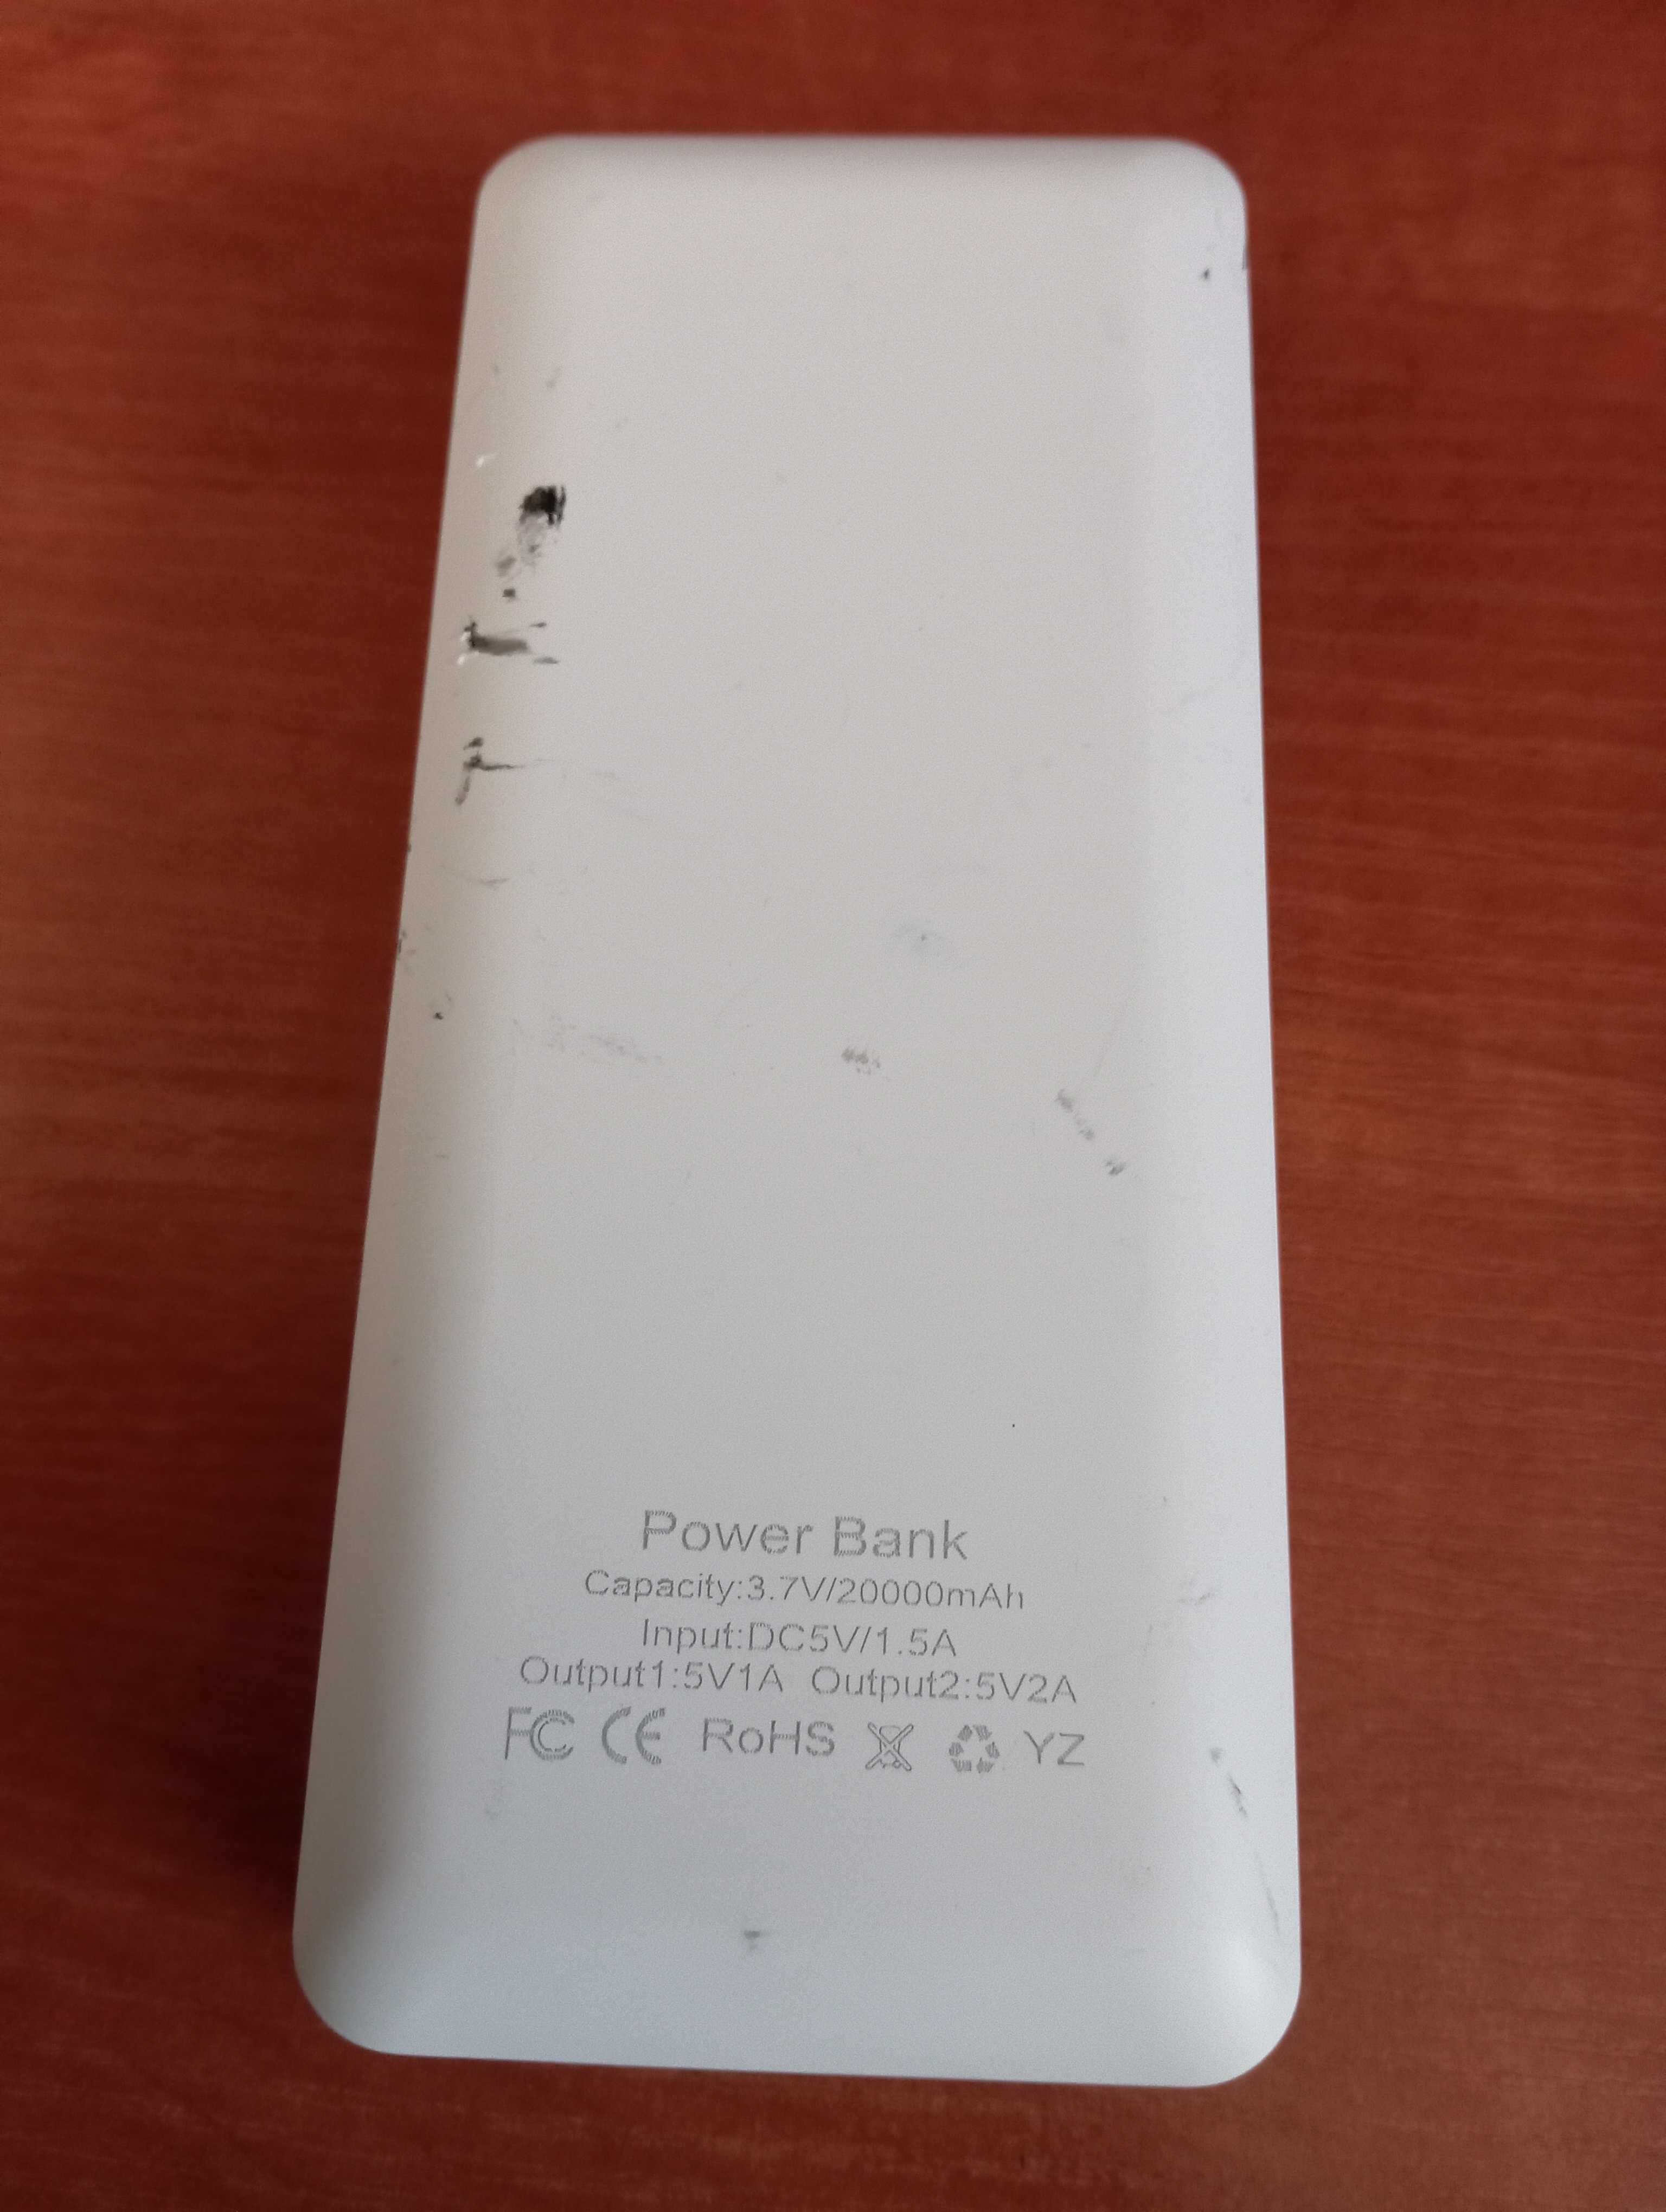 Power Bank
Capacity:3.7V/20000mAh
Input:DC5V/1.5A
Output1:5V1A Output2:5V2A
FC CE RoHS YZ